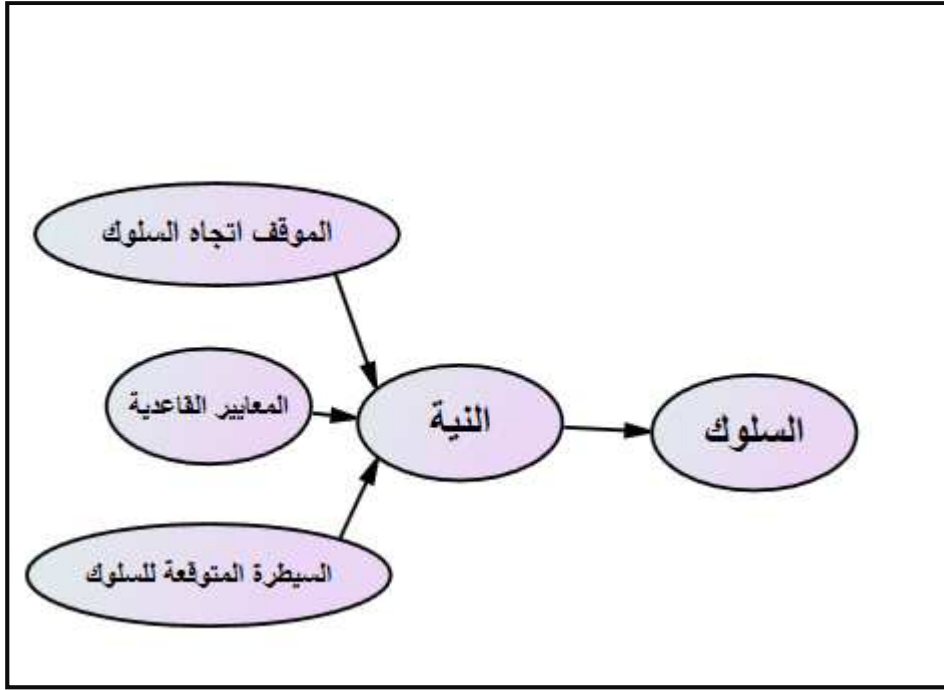 الموقف اتجاه السلوك
المعايير القاعدية
النية
السلوك
السيطرة المتوقعة للسلوك